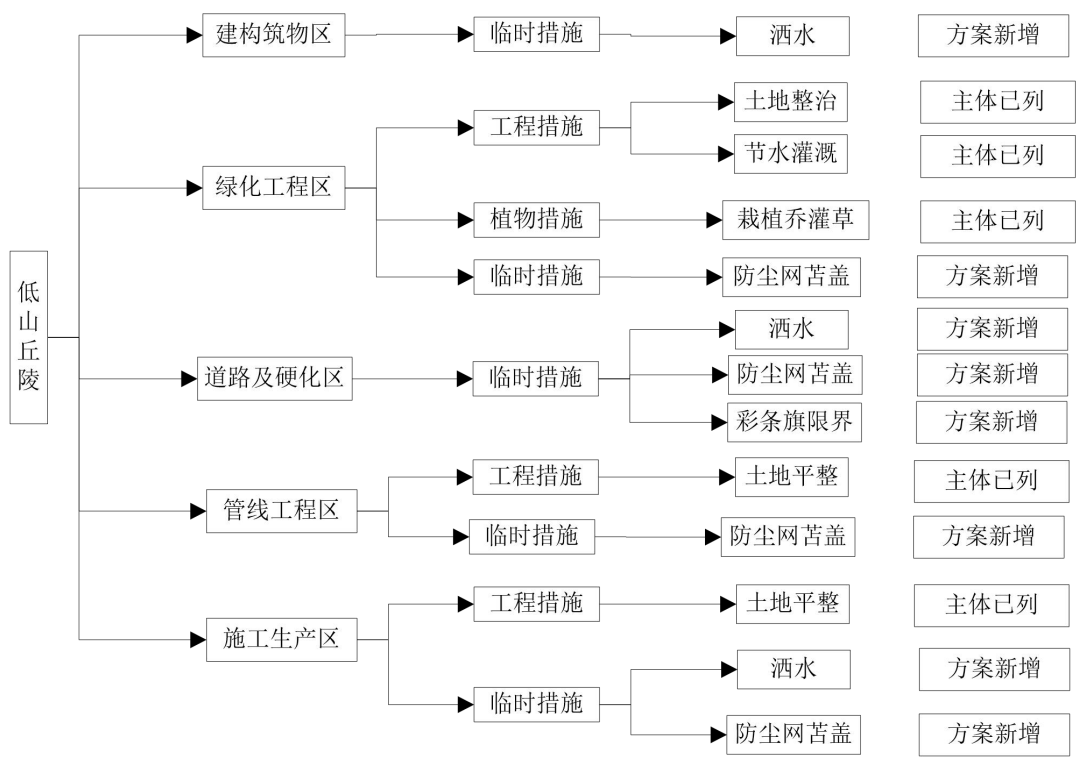 低山丘陵
建构筑物区 临时措施 洒水 方案新增
绿化工程区 工程措施 土地整治 主体已列
节水灌溉 主体已列
植物措施 栽植乔灌草 主体已列
临时措施 防尘网苫盖 方案新增
道路及硬化区 临时措施 洒水 方案新增
防尘网苫盖 方案新增
彩条旗限界 方案新增
管线工程区 工程措施 土地平整 主体已列
临时措施 防尘网苫盖 方案新增
施工生产区 工程措施 土地平整 主体已列
临时措施 洒水 方案新增
防尘网苫盖 方案新增